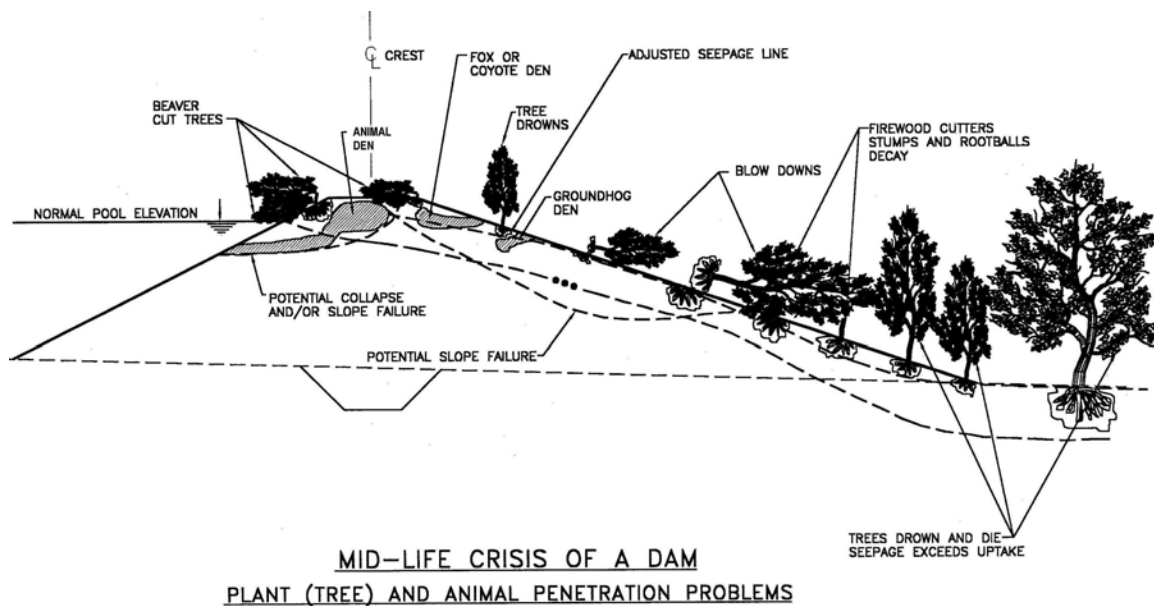 ℄ CREST
FOX OR
COYOTE DEN
ADJUSTED SEEPAGE LINE
BEAVER
CUT TREES
ANIMAL
DEN
TREE
DROWNS
FIREWOOD CUTTERS
STUMPS AND ROOTBALLS
DECAY
BLOW DOWNS
GROUNDHOG
DEN
NORMAL POOL ELEVATION
POTENTIAL COLLAPSE
AND/OR SLOPE FAILURE
POTENTIAL SLOPE FAILURE
TREES DROWN AND DIE
SEEPAGE EXCEEDS UPTAKE
MID-LIFE CRISIS OF A DAM
PLANT (TREE) AND ANIMAL PENETRATION PROBLEMS